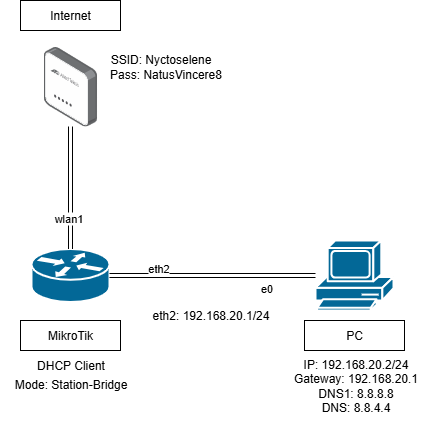 Internet
SSID: Nyctoselene
Pass: NatusVincere8
wlan1
eth2
e0
eth2: 192.168.20.1/24
MikroTik
PC
DHCP Client
Mode: Station-Bridge
IP: 192.168.20.2/24
Gateway: 192.168.20.1
DNS1: 8.8.8.8
DNS: 8.8.4.4